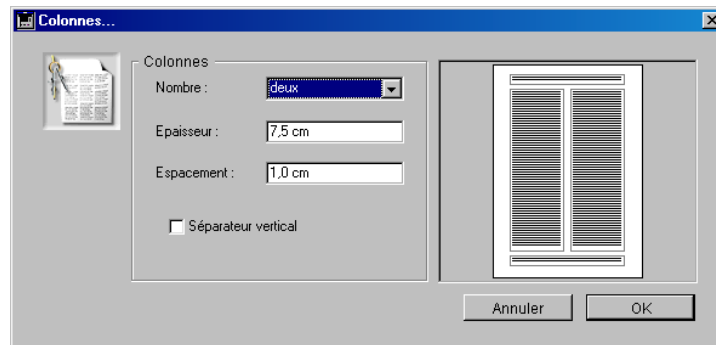 Colonnes...
Colonnes
Nombre :
deux
Epaisseur :
7,5 cm
Espacement :
1,0 cm
Séparateur vertical
Annuler
OK